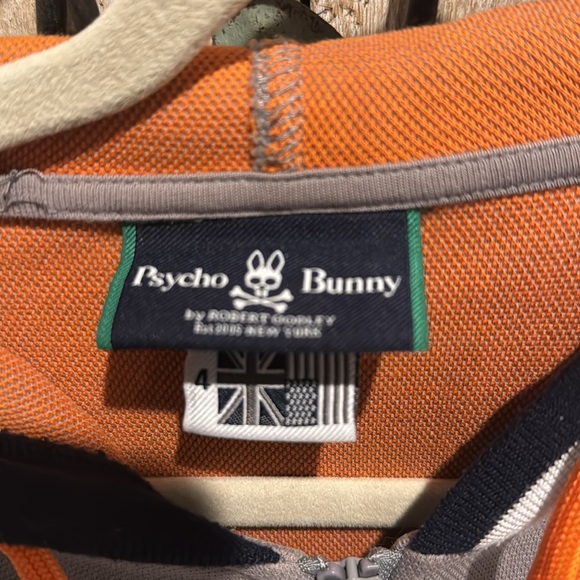 Psycho Bunny
by ROBERT GODLEY
Est.2005 NEW YORK
4